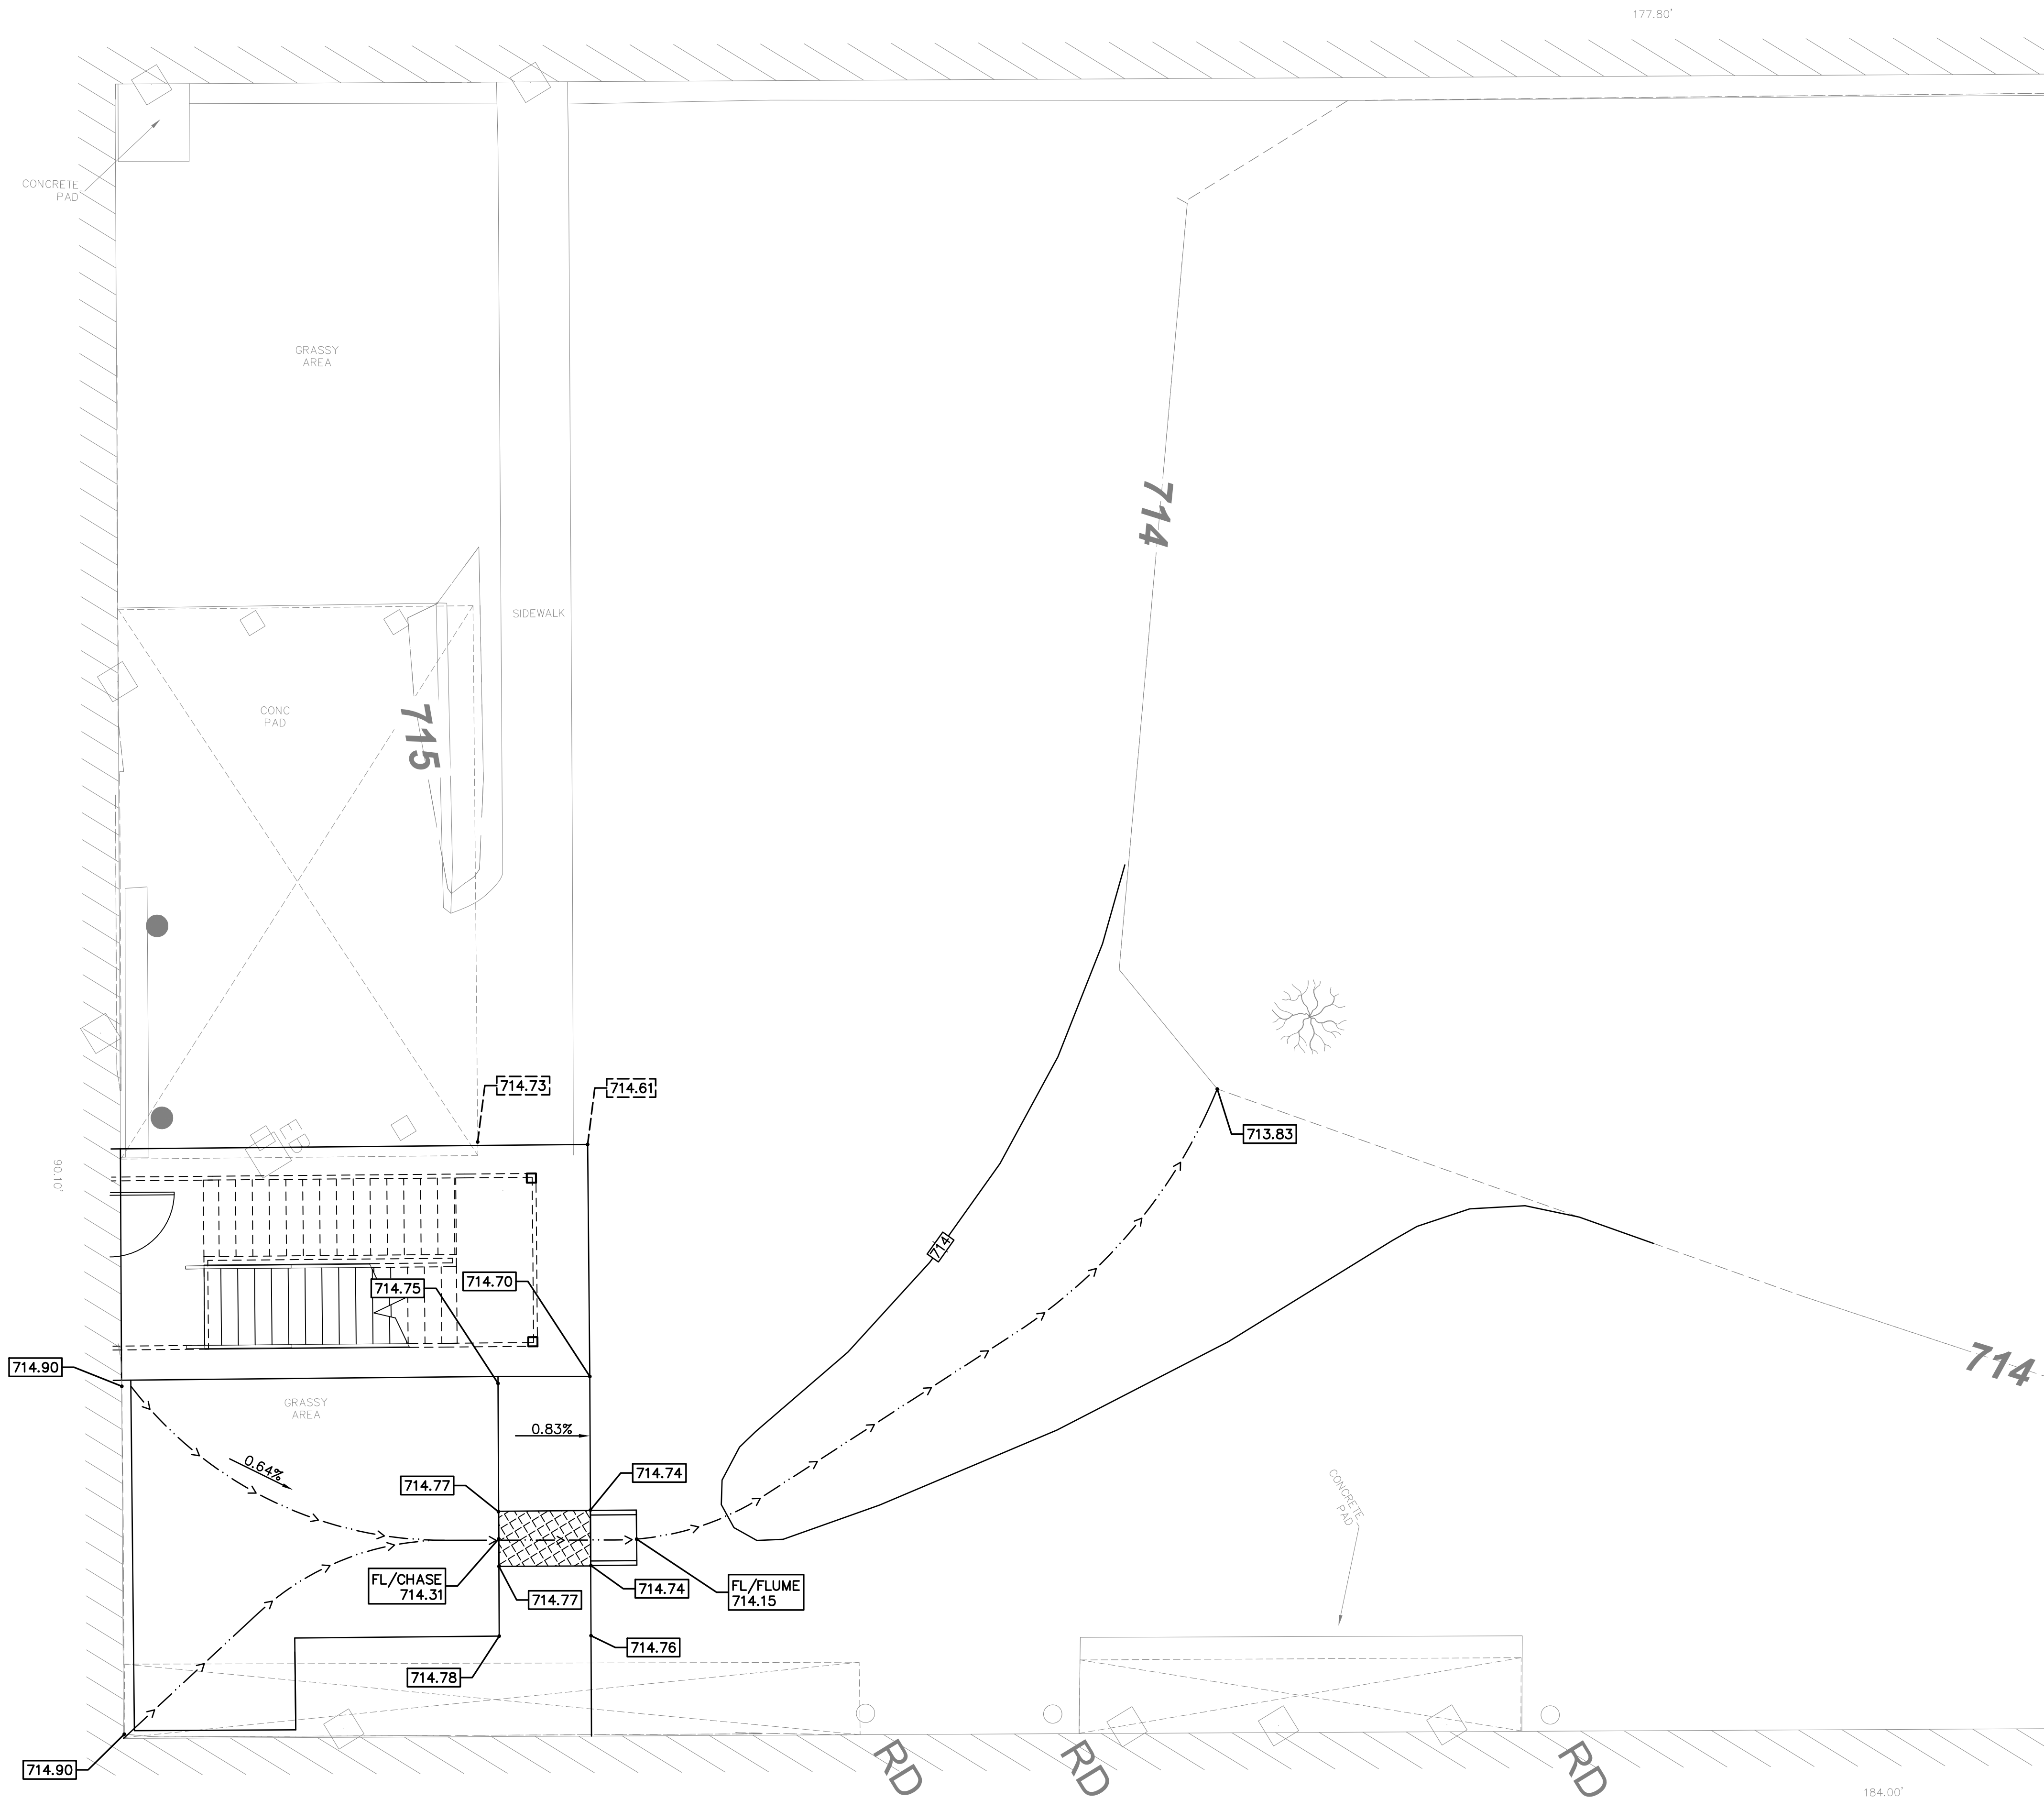 177.80'
CONCRETE
PAD
GRASSY
AREA
714
SIDEWALK
CONC
PAD
715
714.73
714.61
713.83
90.10'
714
714.75
714.70
714.90
714
GRASSY
AREA
0.83%
0.64%
714.77
714.74
CONCRETE
PAD
FL/CHASE
714.31
714.77
714.74
FL/FLUME
714.15
714.76
714.78
714.90
RD
RD
RD
184.00'